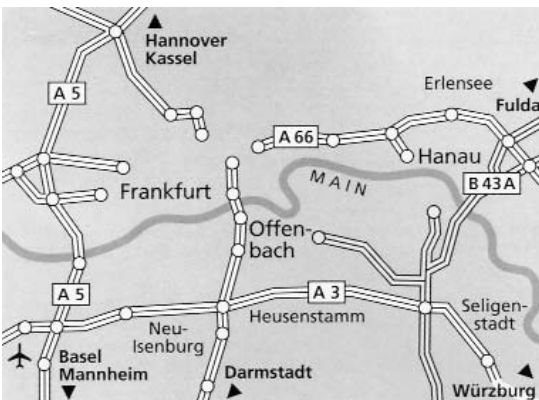 Hannover
Kassel
A 5
Erlensee
Fulda
A 66
Hanau
MAIN
B 43 A
Frankfurt
Offen-
bach
A 5
A 3
Neu-
Isenburg
Heusenstamm
Seligen-
stadt
Basel
Mannheim
Darmstadt
Würzburg